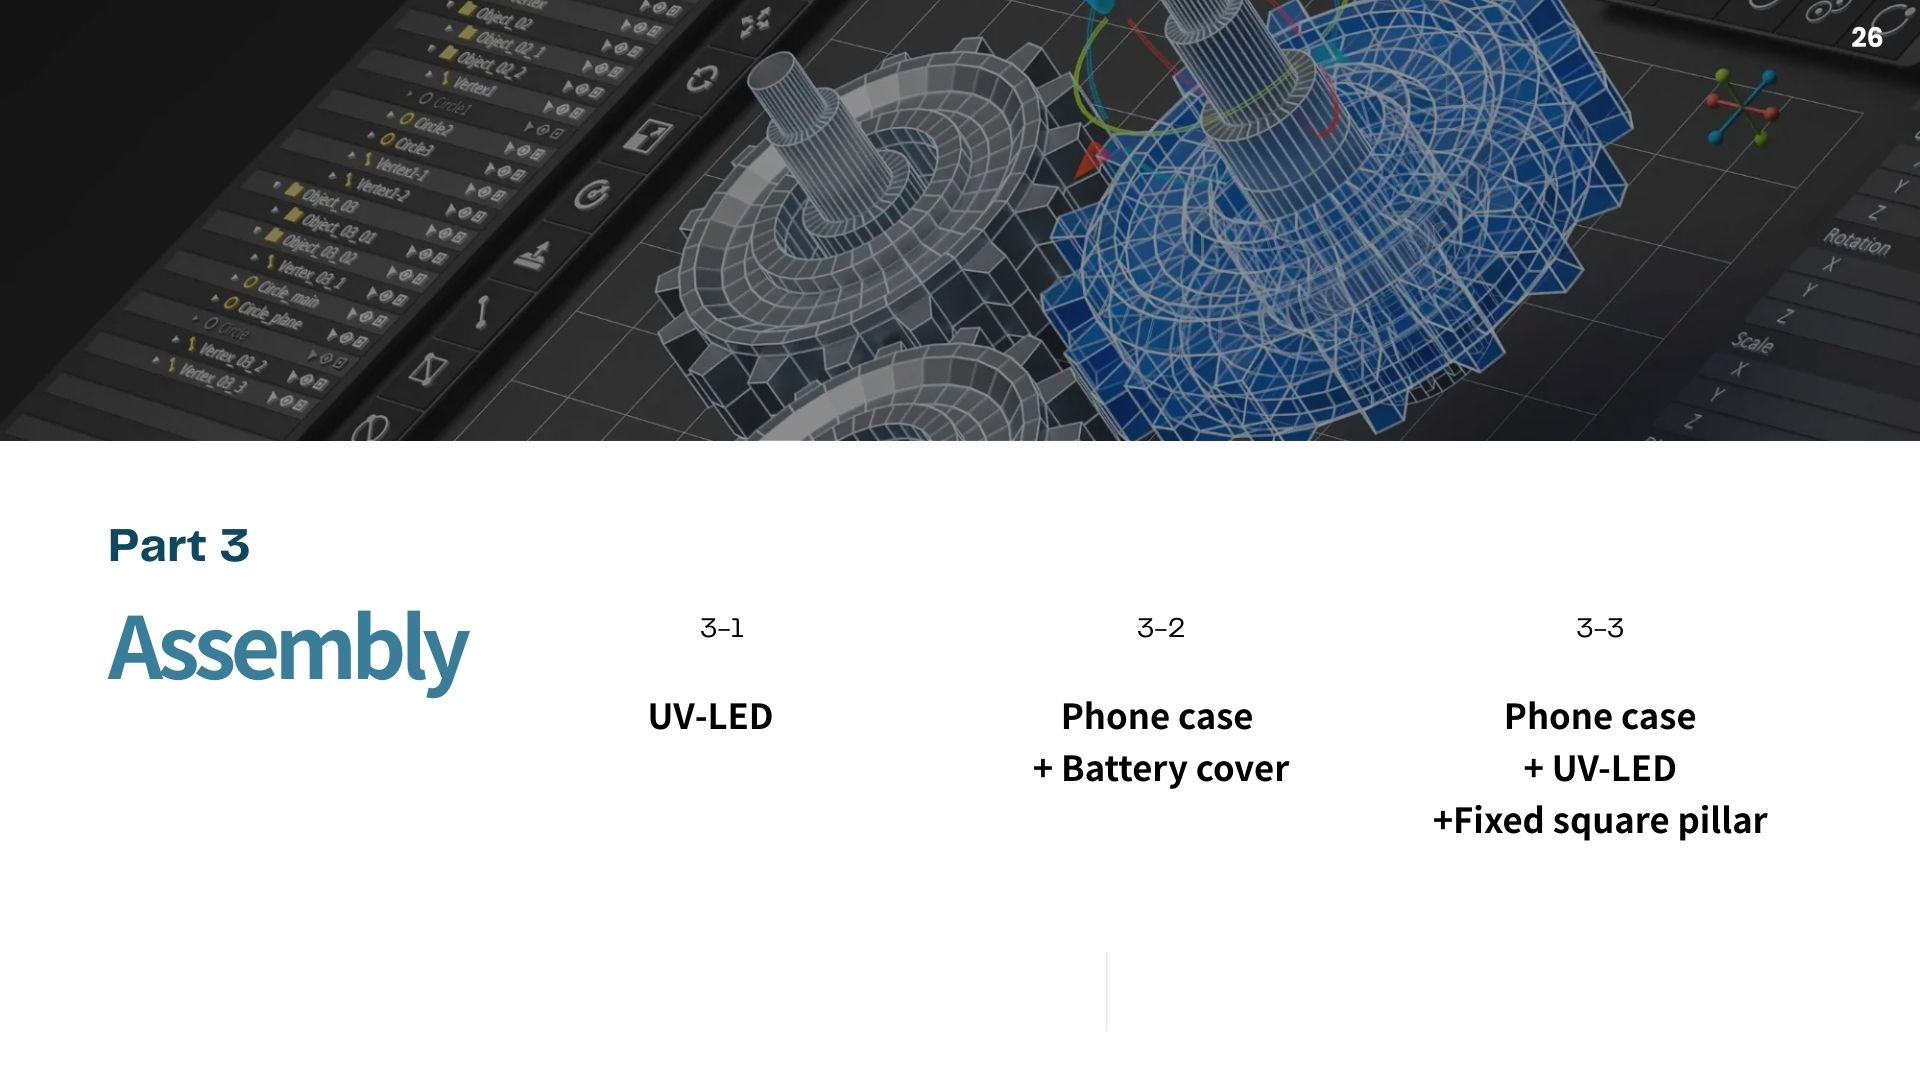 26
Object_02
Object_02_1
Object_02_2
Vertex1
Circle1
Circle2
Circle3
Vertex1-1
Vertex1-2
Object_03
Object_03_01
Object_03_02
Vertex_03_1
Circle_main
Circle_plane
Circle
Vertex_03_2
Vertex_03_3
Y
Z
Rotation
X
Y
Z
Scale
X
Y
Z
Part 3
Assembly
3-1
UV-LED
3-2
Phone case
+ Battery cover
3-3
Phone case
+ UV-LED
+Fixed square pillar